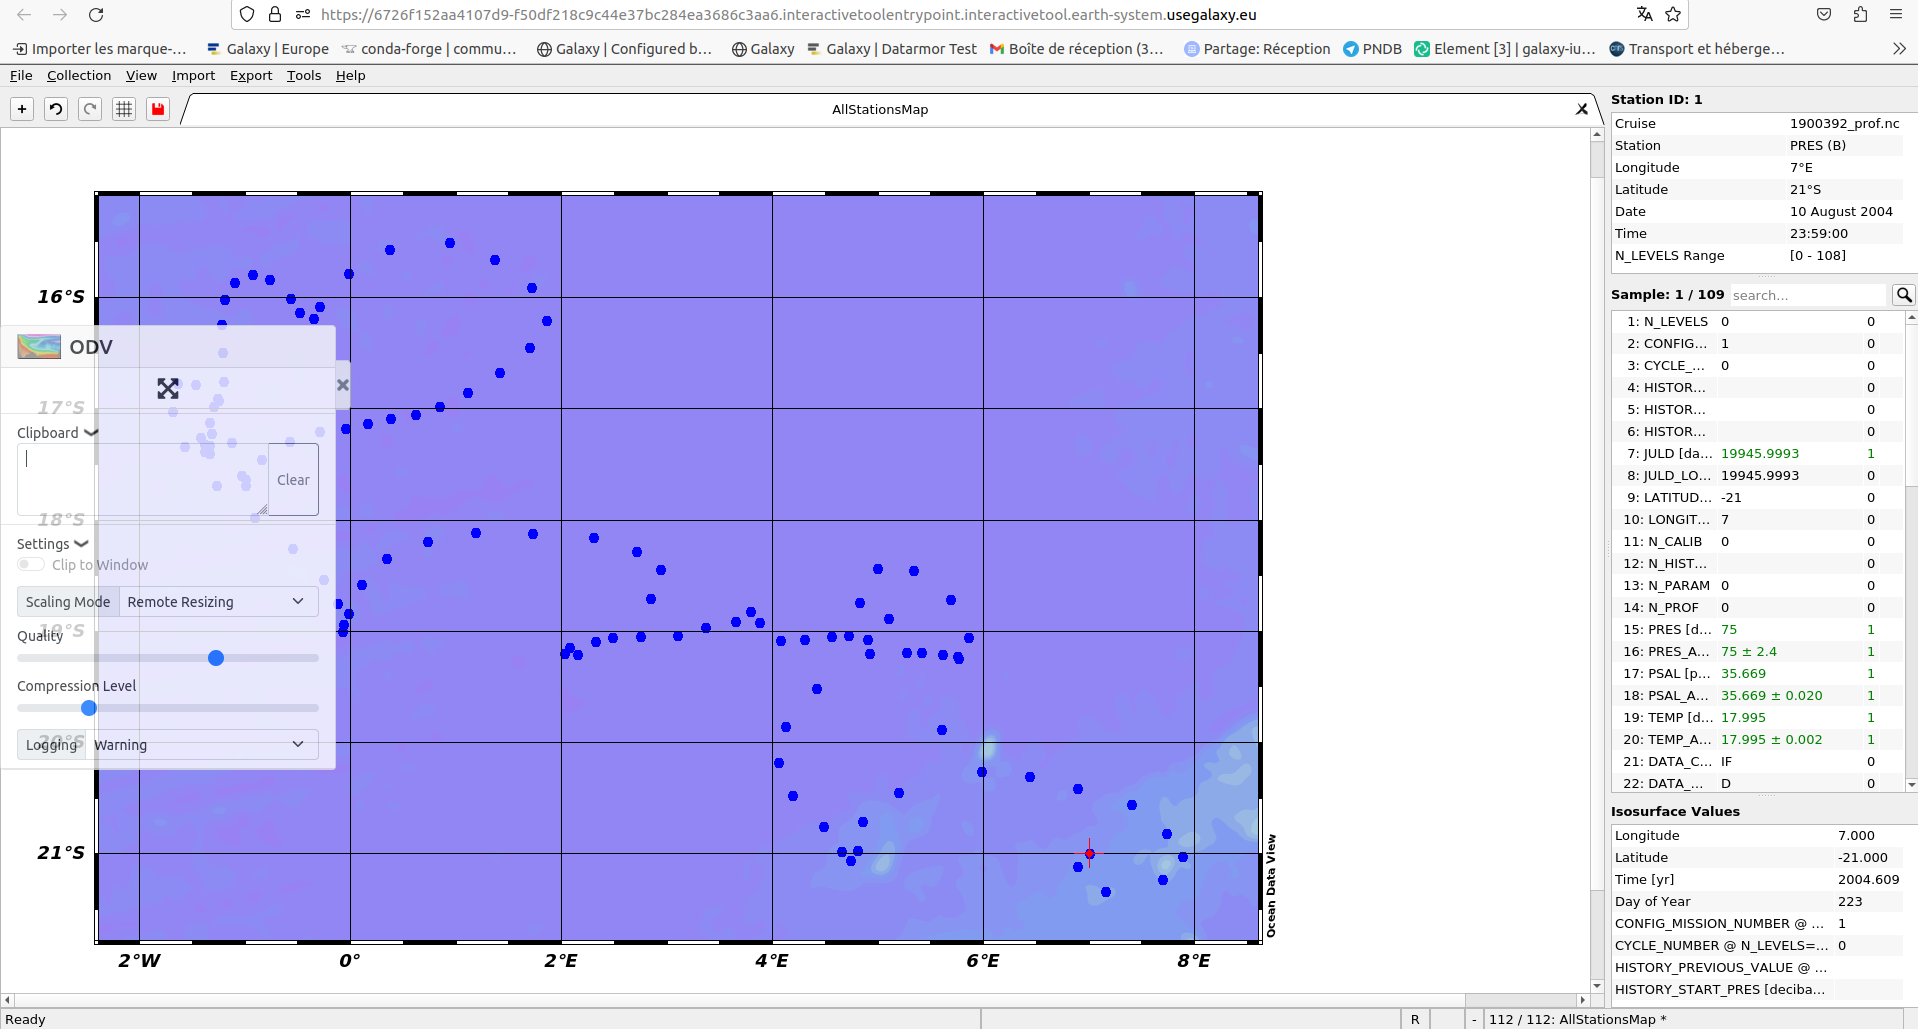 https://6726f152aa4107d9-f50df218c9c44e37bc284ea3686c3aa6.interactivetoolentrypoint.interactivetool.earth-system.usegalaxy.eu
Importer les marque-… Galaxy | Europe conda-forge | commu… Galaxy | Configured b… Galaxy Galaxy | Datarmor Test Boîte de réception (3… Partage: Réception PNDB Element [3] | galaxy-iu… Transport et héberge…
File Collection View Import Export Tools Help
AllStationsMap
16°S
17°S
18°S
19°S
20°S
21°S
2°W 0° 2°E 4°E 6°E 8°E
Ocean Data View
ODV
Clipboard
Clear
Settings
Clip to Window
Scaling Mode Remote Resizing
Quality
Compression Level
Logging Warning
Station ID: 1
Cruise 1900392_prof.nc
Station PRES (B)
Longitude 7°E
Latitude 21°S
Date 10 August 2004
Time 23:59:00
N_LEVELS Range [0 - 108]
Sample: 1 / 109 search...
1: N_LEVELS 0 0
2: CONFIG... 1 0
3: CYCLE_... 0 0
4: HISTOR... 0
5: HISTOR... 0
6: HISTOR... 0
7: JULD [da... 19945.9993 1
8: JULD_LO... 19945.9993 0
9: LATITUD... -21 0
10: LONGIT... 7 0
11: N_CALIB 0 0
12: N_HIST... 0
13: N_PARAM 0 0
14: N_PROF 0 0
15: PRES [d... 75 1
16: PRES_A... 75 ± 2.4 1
17: PSAL [p... 35.669 1
18: PSAL_A... 35.669 ± 0.020 1
19: TEMP [d... 17.995 1
20: TEMP_A... 17.995 ± 0.002 1
21: DATA_C... IF 0
22: DATA_... D 0
Isosurface Values
Longitude 7.000
Latitude -21.000
Time [yr] 2004.609
Day of Year 223
CONFIG_MISSION_NUMBER @ ... 1
CYCLE_NUMBER @ N_LEVELS=... 0
HISTORY_PREVIOUS_VALUE @ ...
HISTORY_START_PRES [deciba...
Ready R - 112 / 112: AllStationsMap *